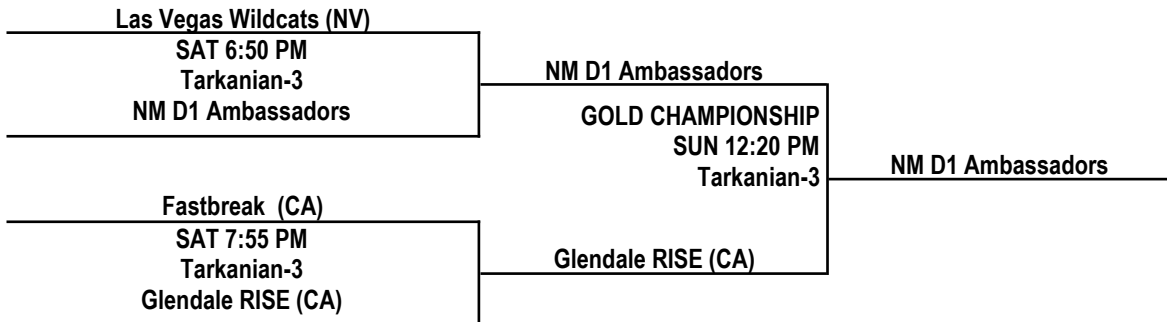 Las Vegas Wildcats (NV)
SAT 6:50 PM
Tarkanian-3
NM D1 Ambassadors
NM D1 Ambassadors
GOLD CHAMPIONSHIP
SUN 12:20 PM
Tarkanian-3
NM D1 Ambassadors
Fastbreak  (CA)
SAT 7:55 PM
Tarkanian-3
Glendale RISE (CA)
Glendale RISE (CA)